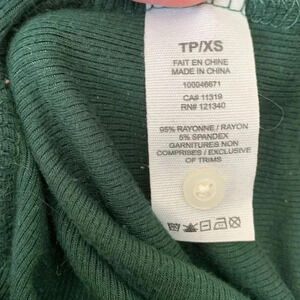 TP/XS
FAIT EN CHINE
MADE IN CHINA
100046671
CA# 11319
RN# 121340
95% RAYONNE / RAYON
5% SPANDEX
GARNITURES NON
COMPRISES / EXCLUSIVE
OF TRIMS